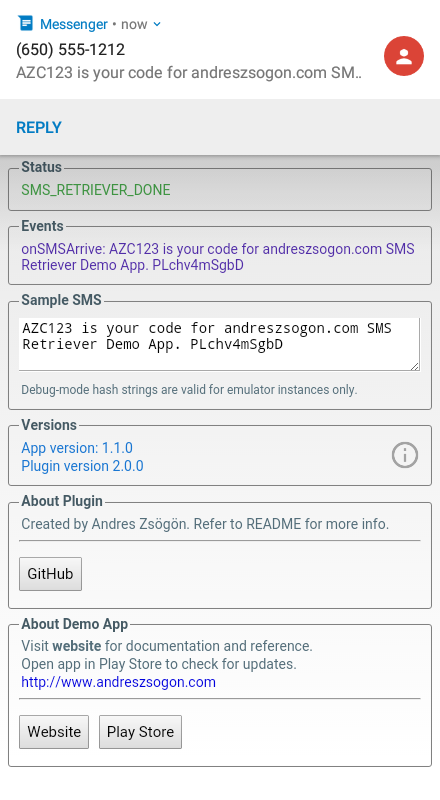 Messenger • now
(650) 555-1212
AZC123 is your code for andreszsogon.com SM..
REPLY
Status
SMS_RETRIEVER_DONE
Events
onSMSArrive: AZC123 is your code for andreszsogon.com SMS
Retriever Demo App. PLchv4mSgbD
Sample SMS
AZC123 is your code for andreszsogon.com SMS
Retriever Demo App. PLchv4mSgbD
Debug-mode hash strings are valid for emulator instances only.
Versions
App version: 1.1.0
Plugin version 2.0.0
About Plugin
Created by Andres Zsögön. Refer to README for more info.
GitHub
About Demo App
Visit website for documentation and reference.
Open app in Play Store to check for updates.
http://www.andreszsogon.com
Website Play Store